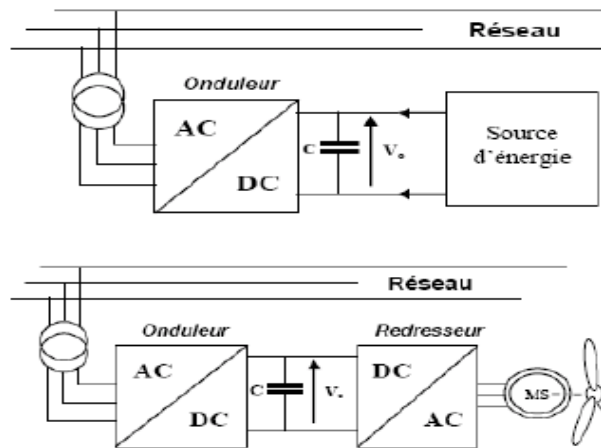 Réseau
Onduleur
AC
DC
C
V₀
Source
d'énergie
Réseau
Onduleur
Redresseur
AC
DC
C
V₀
DC
AC
MS